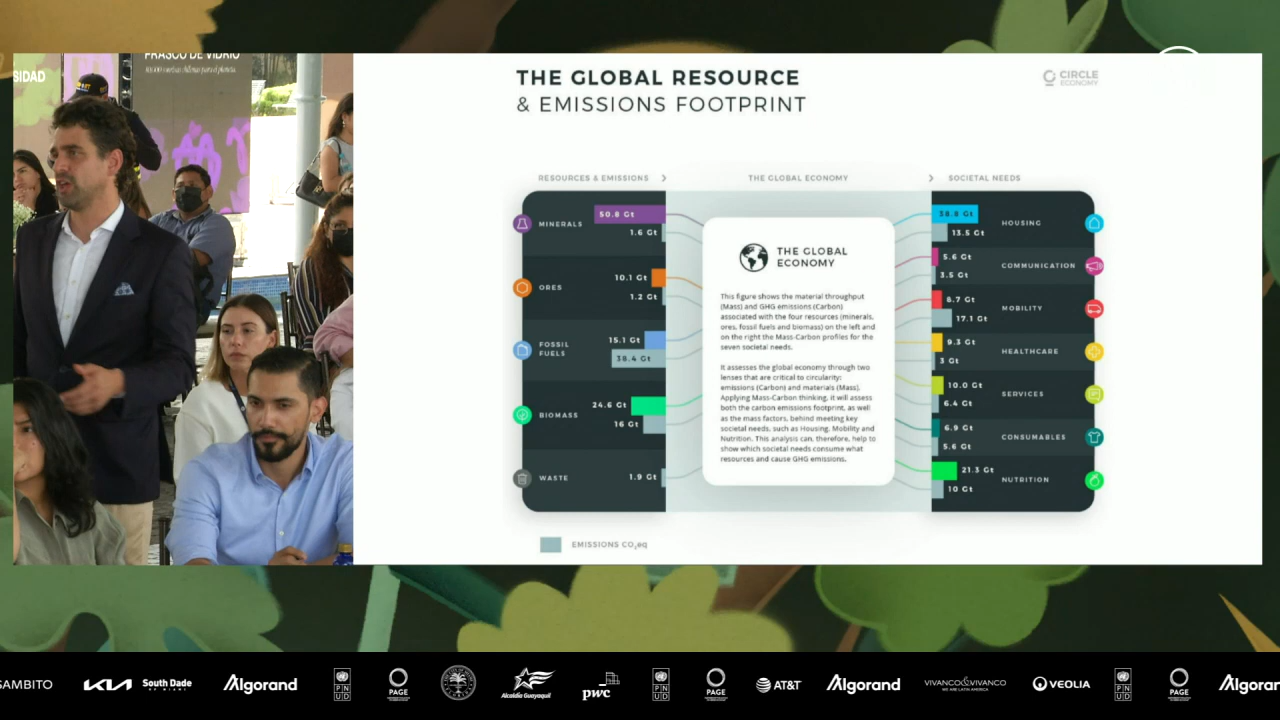 SIDAD
FRASCO DE VIDRIO
THE GLOBAL RESOURCE
& EMISSIONS FOOTPRINT
CIRCLE
ECONOMY
RESOURCES & EMISSIONS
THE GLOBAL ECONOMY
SOCIETAL NEEDS
MINERALS
50.8 Gt
1.6 Gt
ORES
10.1 Gt
1.2 Gt
FOSSIL
FUELS
15.1 Gt
38.4 Gt
BIOMASS
24.6 Gt
16 Gt
WASTE
1.9 Gt
THE GLOBAL
ECONOMY
This figure shows the material throughput
(Mass) and GHG emissions (Carbon)
associated with the four resources (minerals,
ores, fossil fuels and biomass) on the left and
on the right the Mass-Carbon profiles for the
seven societal needs.
It assesses the global economy through two
lenses that are critical to circularity:
emissions (Carbon) and materials (Mass).
Applying Mass-Carbon thinking, it will assess
both the carbon emissions footprint, as well
as the mass factors, behind meeting key
societal needs, such as Housing, Mobility and
Nutrition. This analysis can, therefore, help to
show which societal needs consume what
resources and cause GHG emissions.
38.8 Gt
13.5 Gt
HOUSING
5.6 Gt
3.5 Gt
COMMUNICATION
8.7 Gt
17.1 Gt
MOBILITY
9.3 Gt
3 Gt
HEALTHCARE
10.0 Gt
6.4 Gt
SERVICES
6.9 Gt
5.6 Gt
CONSUMABLES
21.3 Gt
10 Gt
NUTRITION
EMISSIONS CO₂eq
SAMBITO
KIA
South Dade
Algorand
PNUD
PAGE
Alcaldía Guayaquil
pwc
PNUD
PAGE
AT&T
Algorand
VIVANCO&VIVANCO
WE ARE LATIN AMERICA
VEOLIA
PNUD
PAGE
Algoran